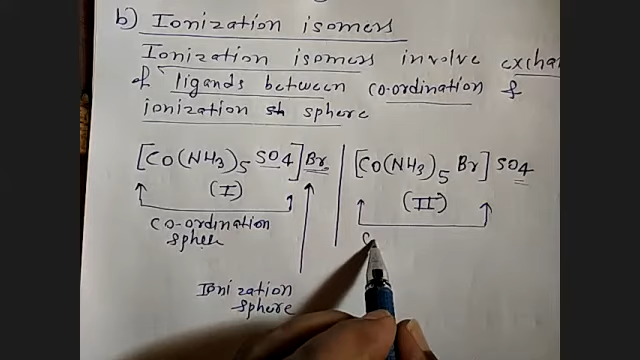 b) Ionization isomers
Ionization isomers involve exchan
of ligands between co-ordination &
ionization sh sphere
[Co(NH3)5 SO4] Br [Co(NH3)5 Br] SO4
(I) (II)
co-ordination
sphere
Ionization
sphere